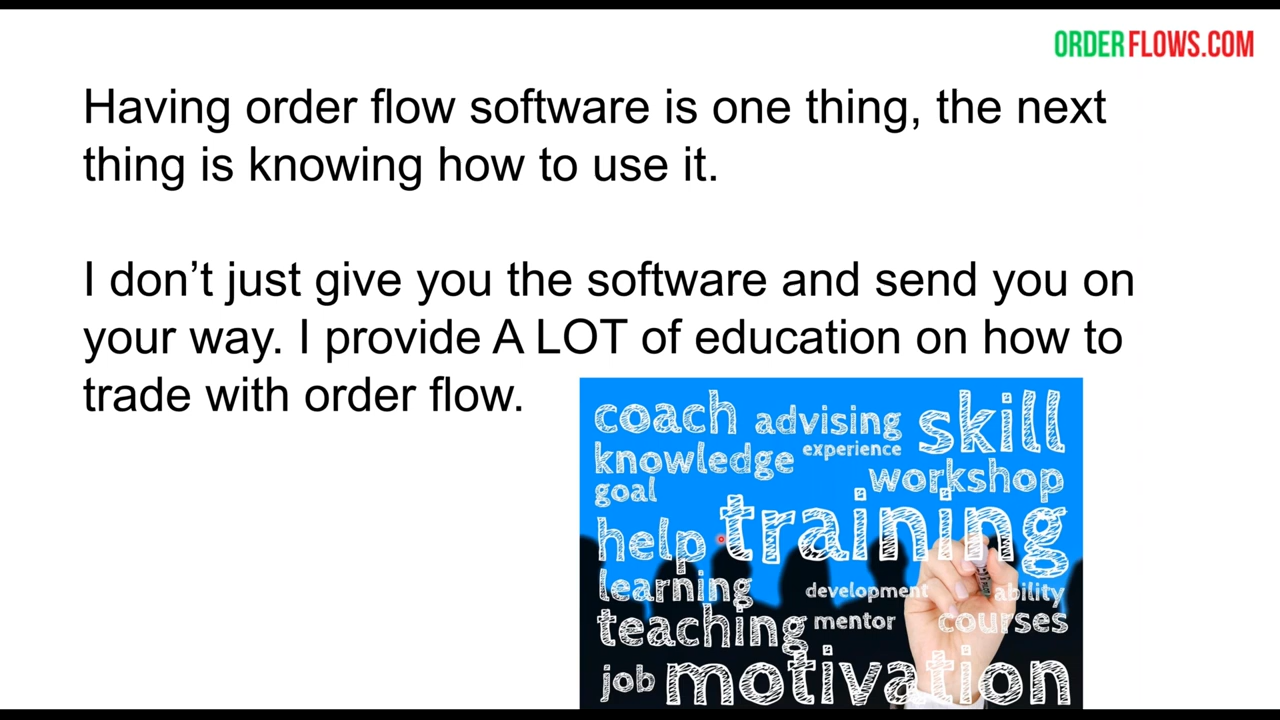 ORDERFLOWS.COM
Having order flow software is one thing, the next
thing is knowing how to use it.
I don’t just give you the software and send you on
your way. I provide A LOT of education on how to
trade with order flow.
coach advising skill
knowledge experience
goal workshop
help training
learning development ability
teaching mentor courses
job motivation